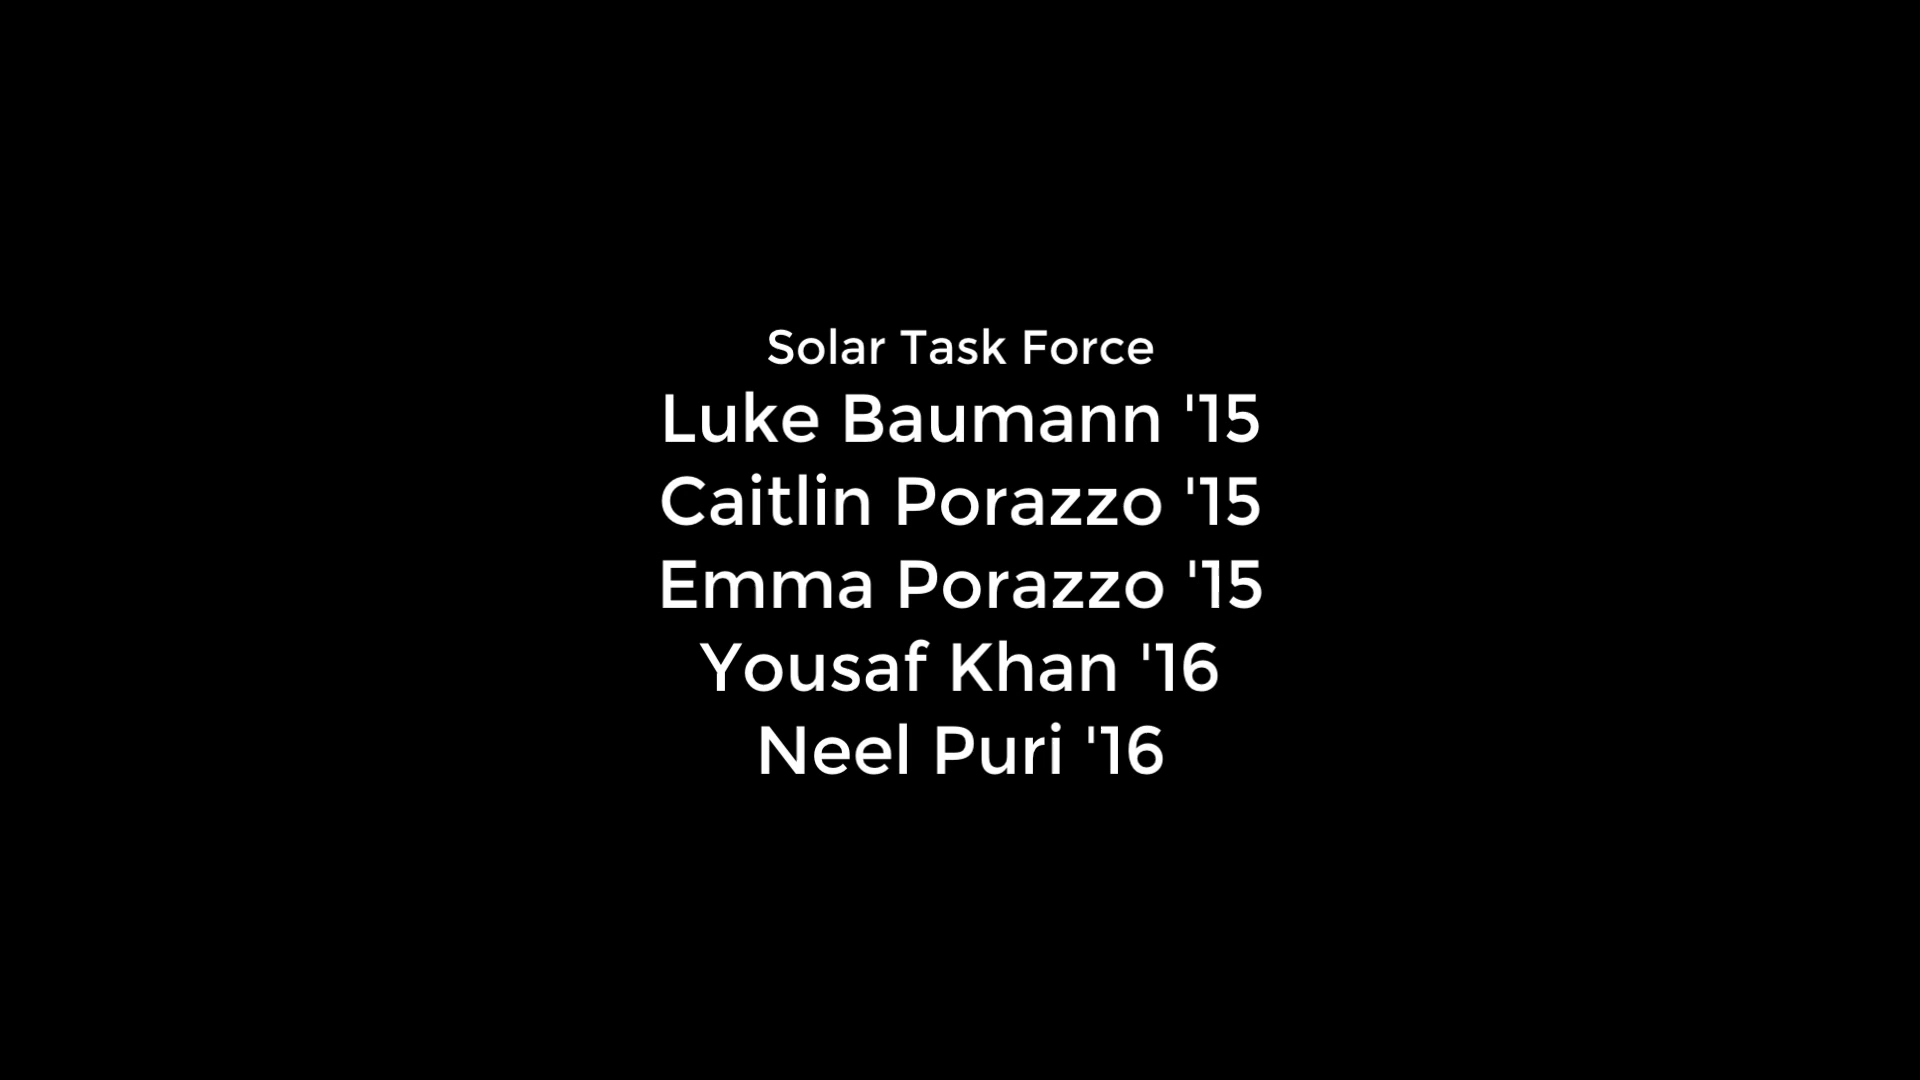 Solar Task Force
Luke Baumann '15
Caitlin Porazzo '15
Emma Porazzo '15
Yousaf Khan '16
Neel Puri '16